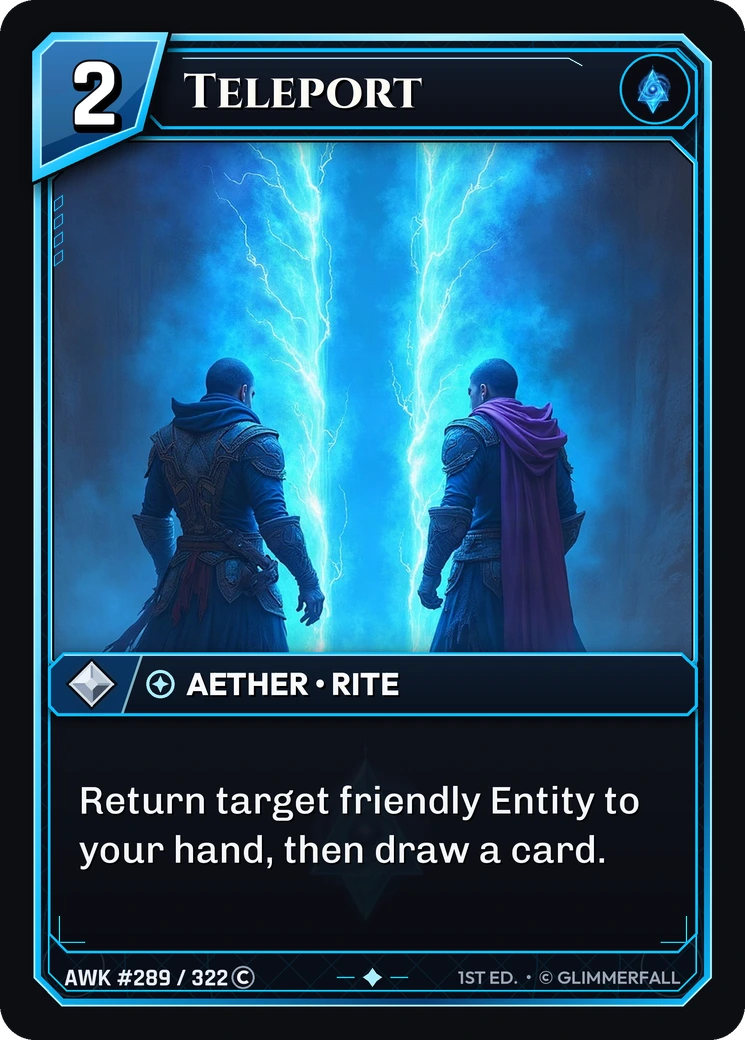 2
TELEPORT
AETHER • RITE
Return target friendly Entity to
your hand, then draw a card.
AWK #289 / 322 Ⓒ
1ST ED. • © GLIMMERFALL